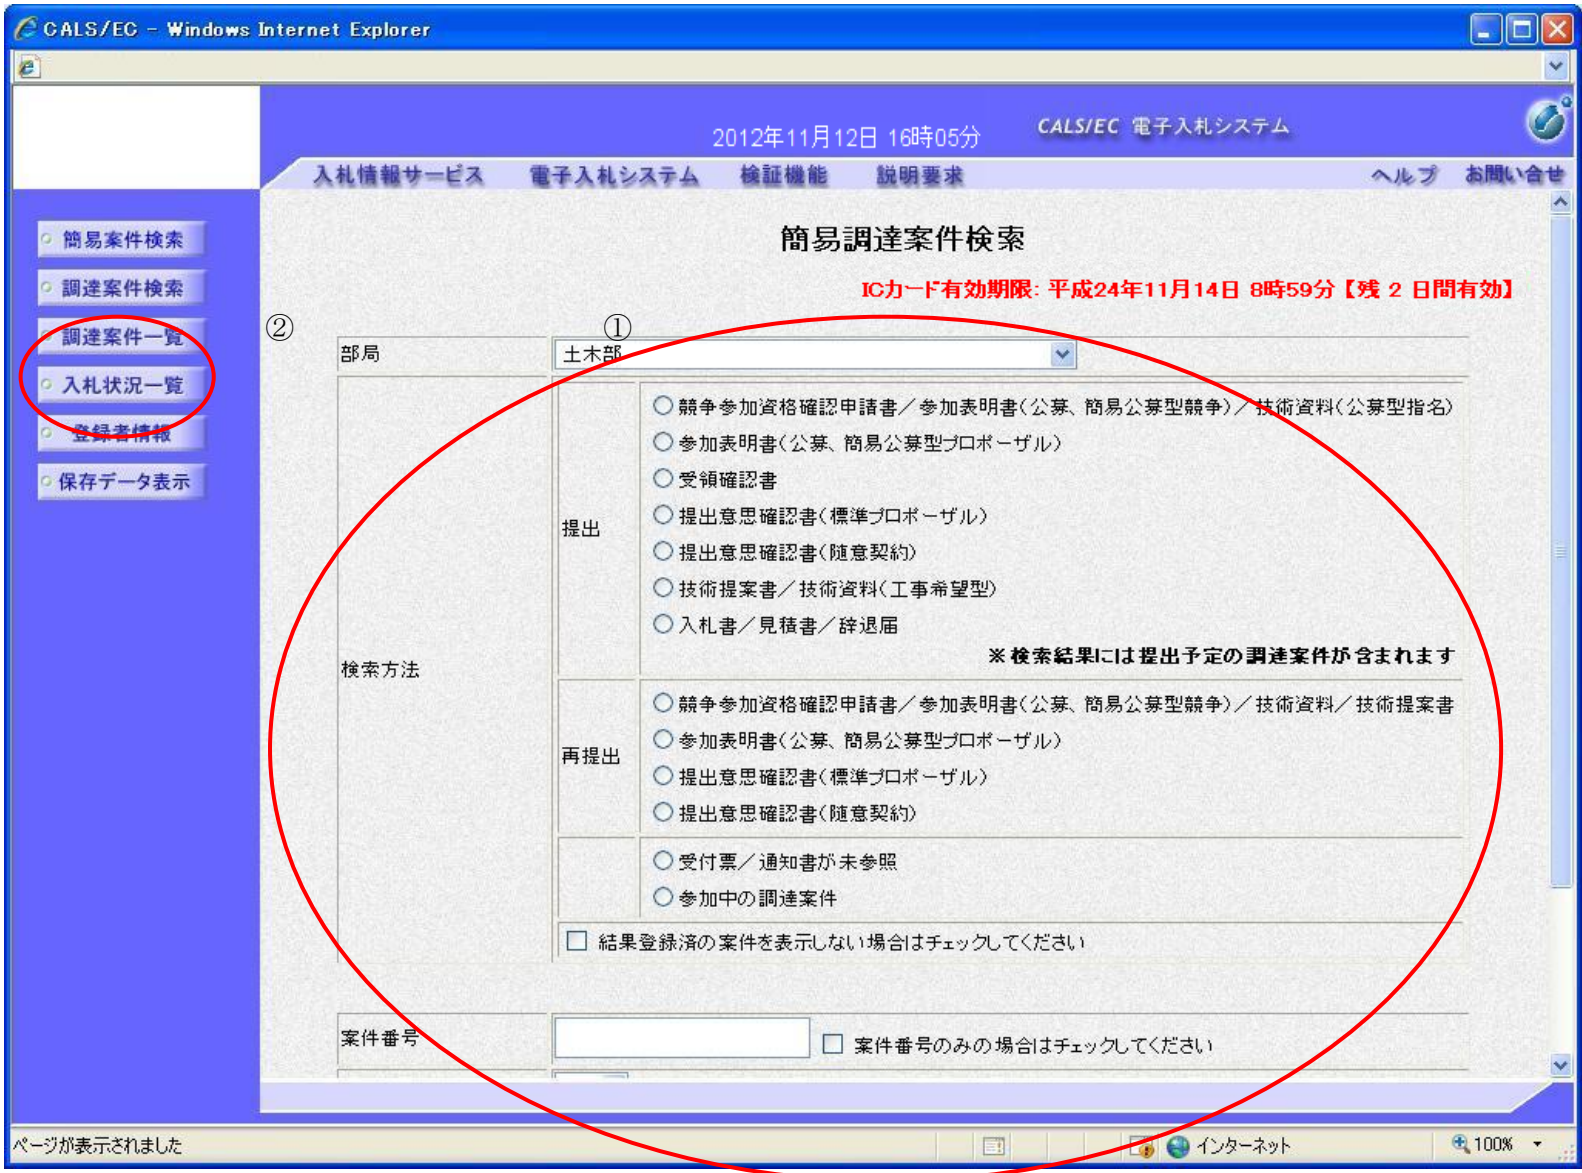 CALS/EC - Windows Internet Explorer
2012年11月12日 16時05分
CALS/EC 電子入札システム
入札情報サービス 電子入札システム 検証機能 説明要求 ヘルプ お問い合せ
簡易案件検索
調達案件検索
調達案件一覧
入札状況一覧
登録者情報
保存データ表示
簡易調達案件検索
ICカード有効期限: 平成24年11月14日 8時59分【残 2 日間有効】
② ①
部局 土木部
検索方法
提出
競争参加資格確認申請書／参加表明書(公募、簡易公募型競争)／技術資料(公募型指名)
参加表明書(公募、簡易公募型プロポーザル)
受領確認書
提出意思確認書(標準プロポーザル)
提出意思確認書(随意契約)
技術提案書／技術資料(工事希望型)
入札書／見積書／辞退届
※検索結果には提出予定の調達案件が含まれます
再提出
競争参加資格確認申請書／参加表明書(公募、簡易公募型競争)／技術資料／技術提案書
参加表明書(公募、簡易公募型プロポーザル)
提出意思確認書(標準プロポーザル)
提出意思確認書(随意契約)
受付票／通知書が未参照
参加中の調達案件
結果登録済の案件を表示しない場合はチェックしてください
案件番号 案件番号のみの場合はチェックしてください
ページが表示されました インターネット 100%